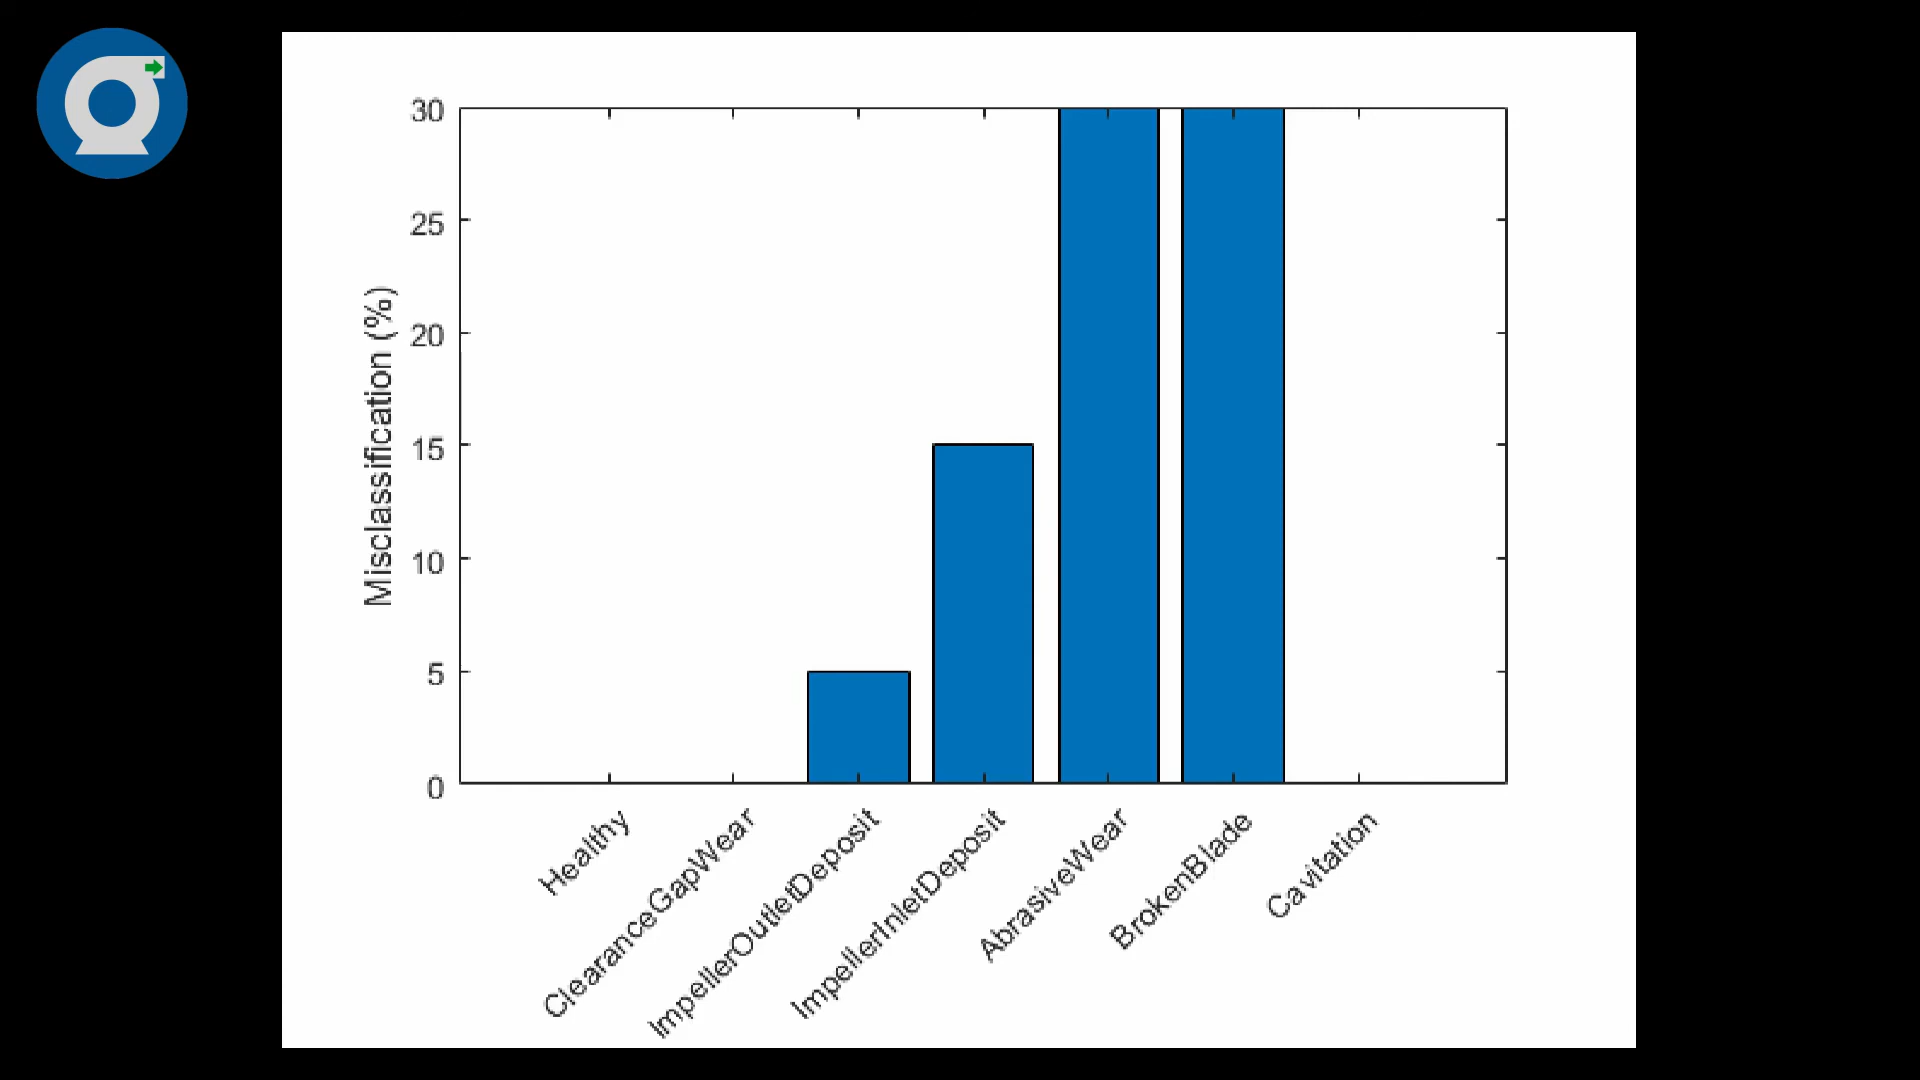 30
25
20
15
10
5
0
Misclassification (%)
Healthy
ClearanceGapWear
ImpellerOutletDeposit
ImpellerInletDeposit
AbrasiveWear
BrokenBlade
Cavitation